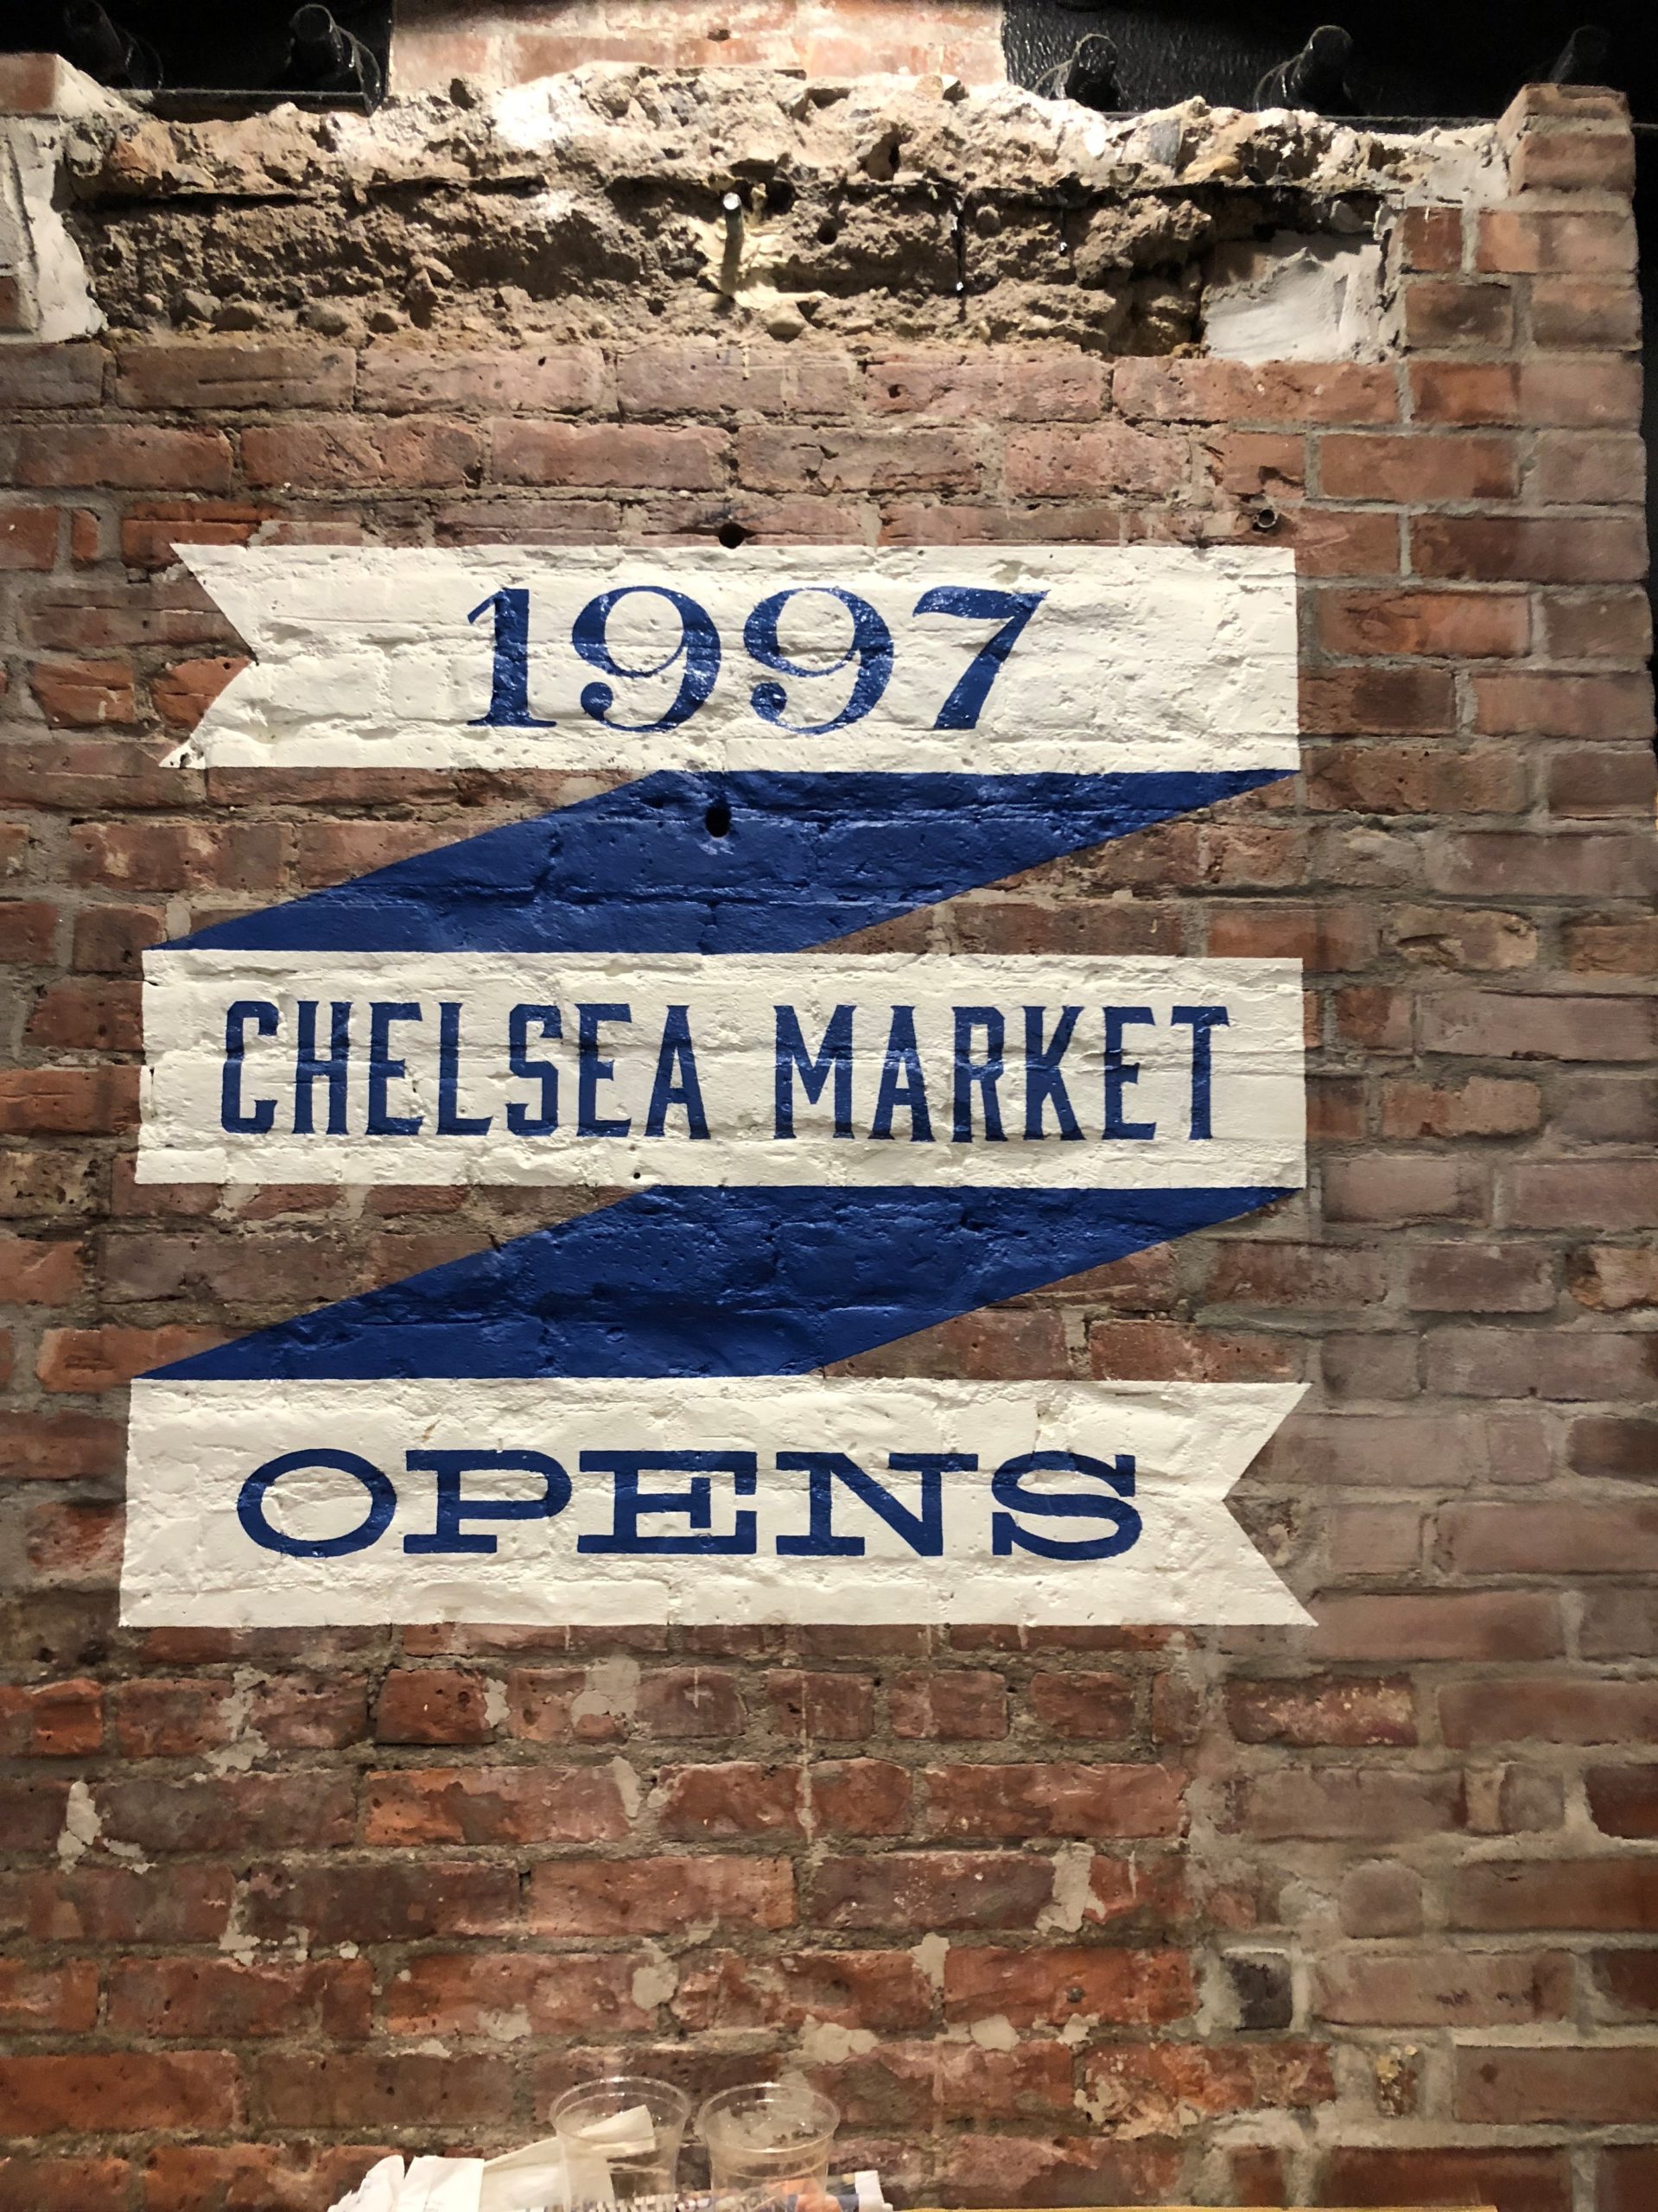 1997
CHELSEA MARKET
OPENS